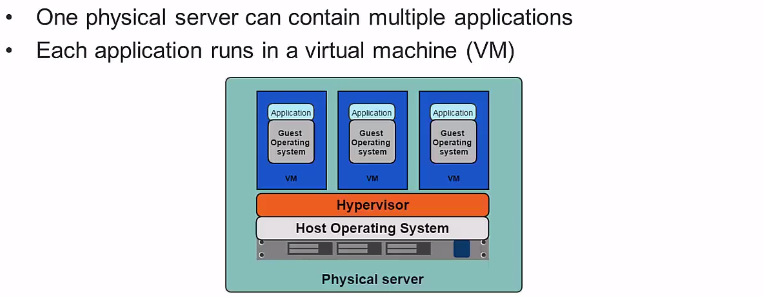 • One physical server can contain multiple applications
• Each application runs in a virtual machine (VM)
Application
Guest
Operating
system
VM
Application
Guest
Operating
system
VM
Application
Guest
Operating
system
VM
Hypervisor
Host Operating System
Physical server